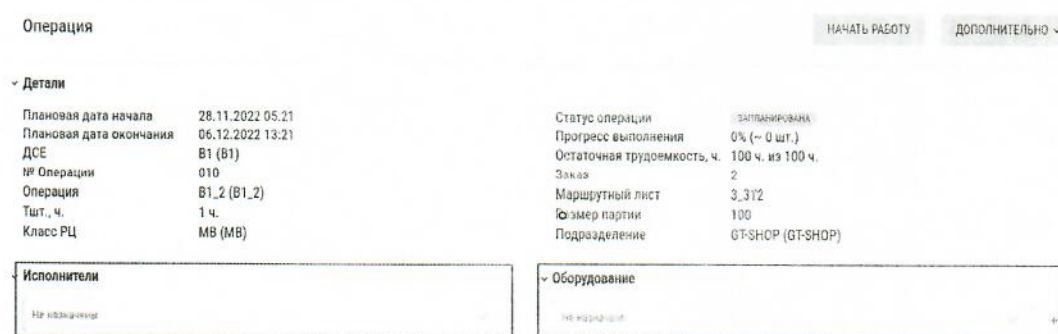 Операция
НАЧАТЬ РАБОТУ
ДОПОЛНИТЕЛЬНО
Детали
Плановая дата начала 28.11.2022 05:21
Плановая дата окончания 06.12.2022 13:21
ДСЕ B1 (B1)
№ Операции 010
Операция B1_2 (B1_2)
Тшт., ч. 1 ч.
Класс РЦ MB (MB)
Статус операции ЗАПЛАНИРОВАНА
Прогресс выполнения 0% (~ 0 шт.)
Остаточная трудоемкость, ч. 100 ч. из 100 ч.
Заказ 2
Маршрутный лист 3_312
Размер партии 100
Подразделение GT-SHOP (GT-SHOP)
Исполнители
Не назначены
Оборудование
Не назначено